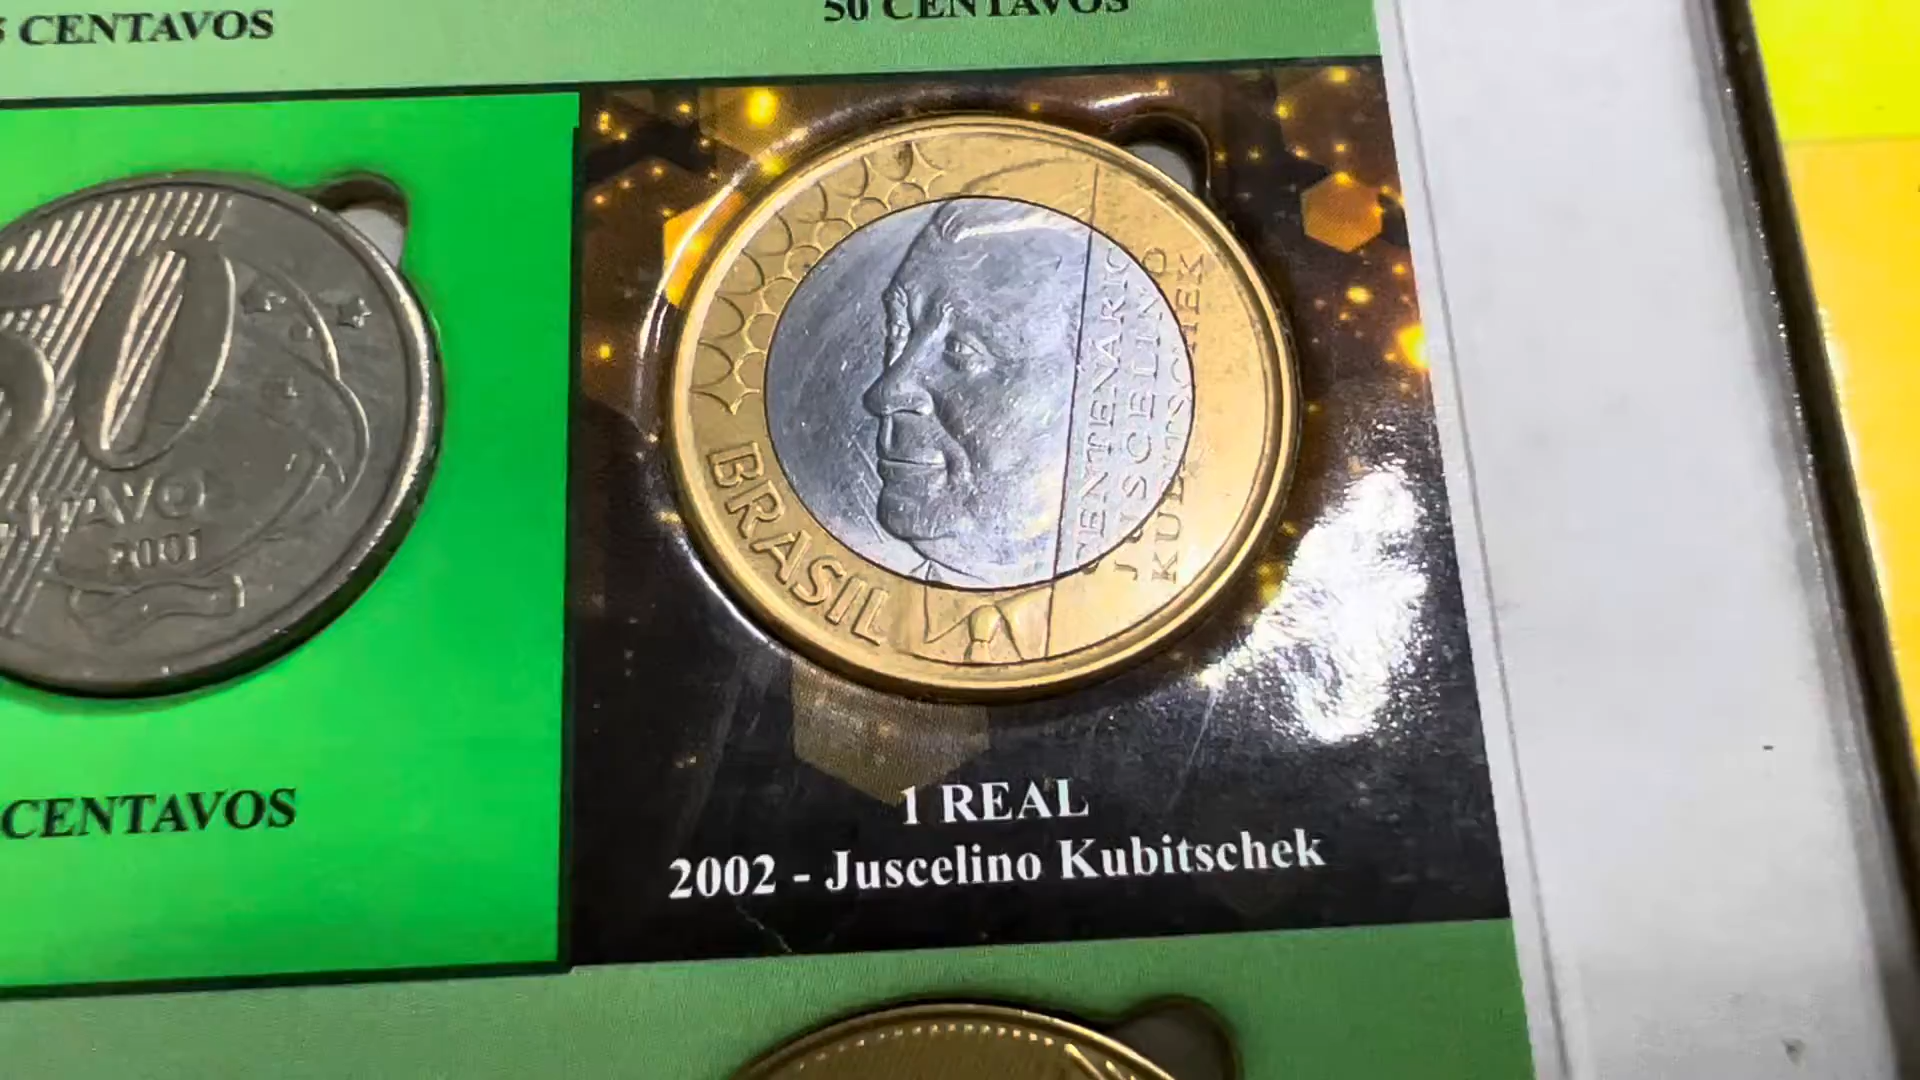 CENTAVOS
50 CENTAVOS
50
2001
BRASIL
CENTENARIO
JUSCELINO
KUBITSCHEK
CENTAVOS
1 REAL
2002 - Juscelino Kubitschek